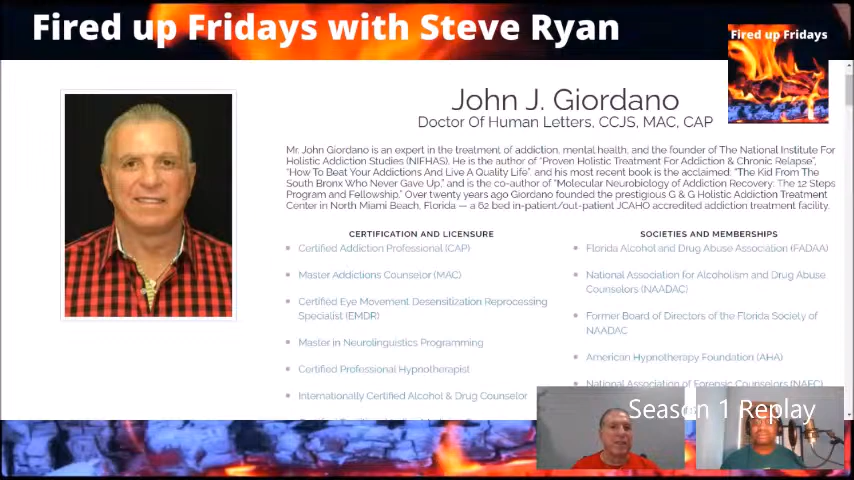 Fired up Fridays with Steve Ryan
Fired up Fridays
John J. Giordano
Doctor Of Human Letters, CCJS, MAC, CAP
Mr. John Giordano is an expert in the treatment of addiction, mental health, and the founder of The National Institute For
Holistic Addiction Studies (NIFHAS). He is the author of "Proven Holistic Treatment For Addiction & Chronic Relapse",
"How To Beat Your Addictions And Live A Quality Life", and his most recent book is the acclaimed: "The Kid From The
South Bronx Who Never Gave Up," and is the co-author of "Molecular Neurobiology of Addiction Recovery: The 12 Steps
Program and Fellowship." Over twenty years ago Giordano founded the prestigious G & G Holistic Addiction Treatment
Center in North Miami Beach, Florida — a 62 bed in-patient/out-patient JCAHO accredited addiction treatment facility.
CERTIFICATION AND LICENSURE
Certified Addiction Professional (CAP)
Master Addictions Counselor (MAC)
Certified Eye Movement Desensitization Reprocessing
Specialist (EMDR)
Master in Neurolinguistics Programming
Certified Professional Hypnotherapist
Internationally Certified Alcohol & Drug Counselor
SOCIETIES AND MEMBERSHIPS
Florida Alcohol and Drug Abuse Association (FADAA)
National Association for Alcoholism and Drug Abuse
Counselors (NAADAC)
Former Board of Directors of the Florida Society of
NAADAC
American Hypnotherapy Foundation (AHA)
National Association of Forensic Counselors (NAFC)
Season 1 Replay